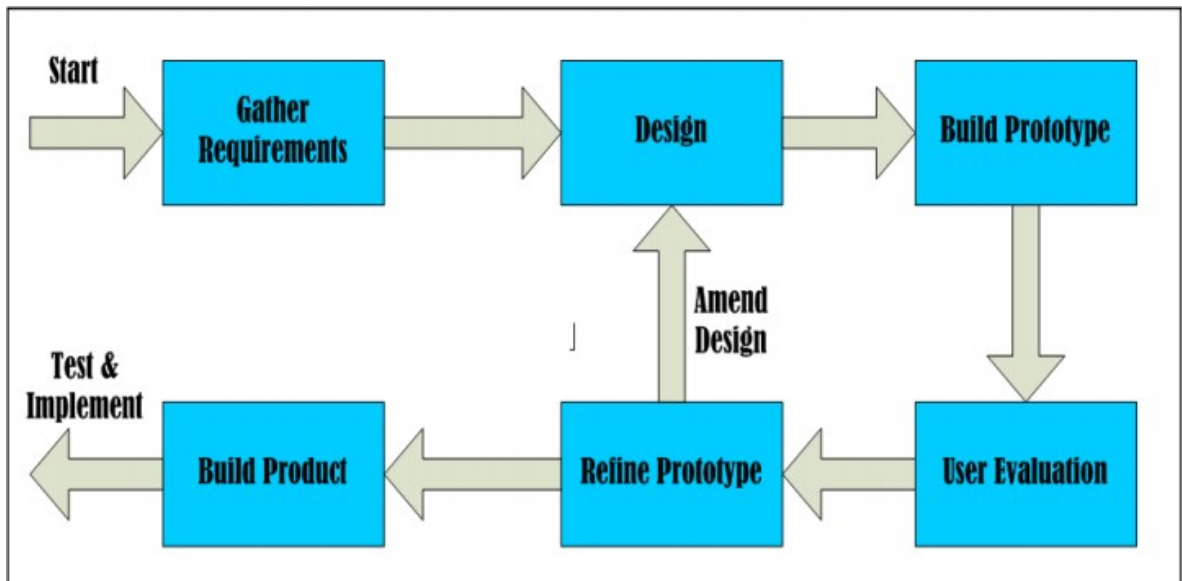 Start
Gather
Requirements
Design
Build Prototype
Amend
Design
Test &
Implement
Build Product
Refine Prototype
User Evaluation